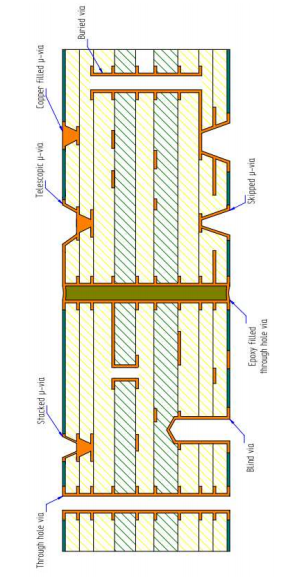 Through hole via
Stacked μ-via
Telescopic μ-via
Copper filled μ-via
Buried via
Blind via
Epoxy filled
through hole via
Skipped μ-via